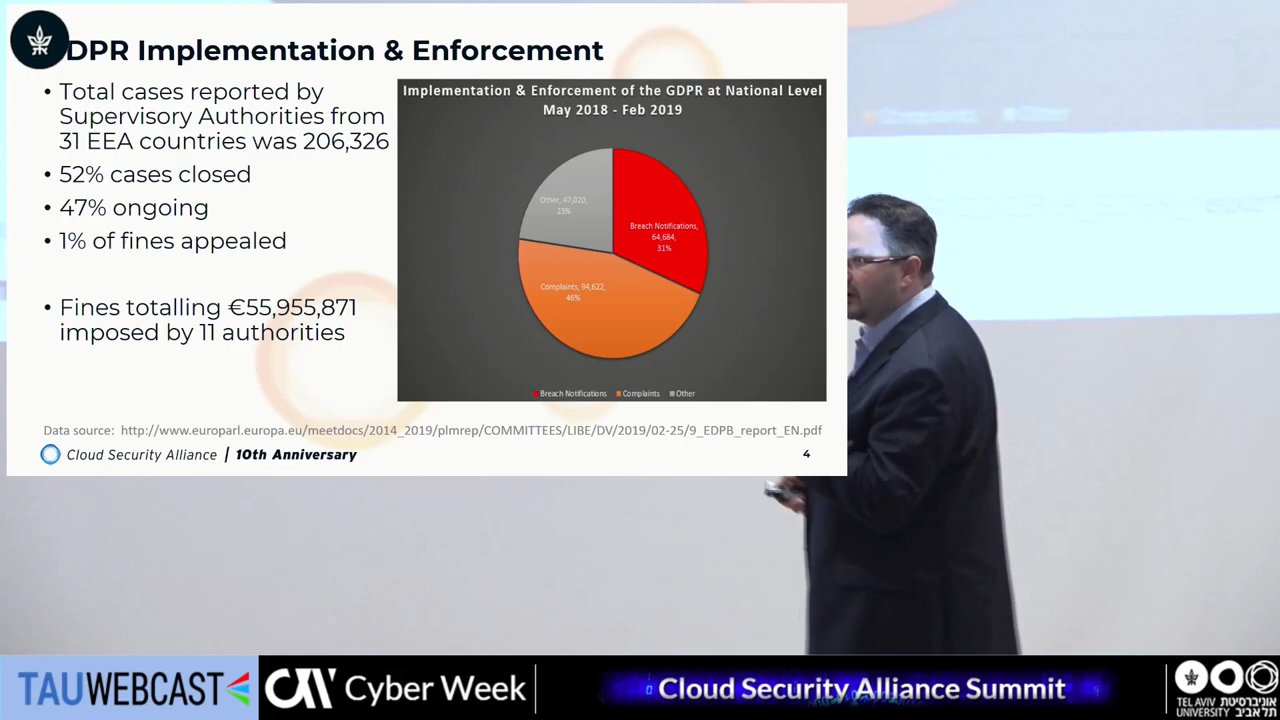 DPR Implementation & Enforcement
• Total cases reported by
Supervisory Authorities from
31 EEA countries was 206,326
• 52% cases closed
• 47% ongoing
• 1% of fines appealed
• Fines totalling €55,955,871
imposed by 11 authorities
Implementation & Enforcement of the GDPR at National Level
May 2018 - Feb 2019
Other, 47,020,
23%
Breach Notifications,
64,684,
31%
Complaints, 94,622,
46%
Breach Notifications Complaints Other
Data source: http://www.europarl.europa.eu/meetdocs/2014_2019/plmrep/COMMITTEES/LIBE/DV/2019/02-25/9_EDPB_report_EN.pdf
Cloud Security Alliance | 10th Anniversary
4
TAUWEBCAST
Cyber Week
Cloud Security Alliance Summit
TEL AVIV אוניברסיטת
UNIVERSITY תל אביב